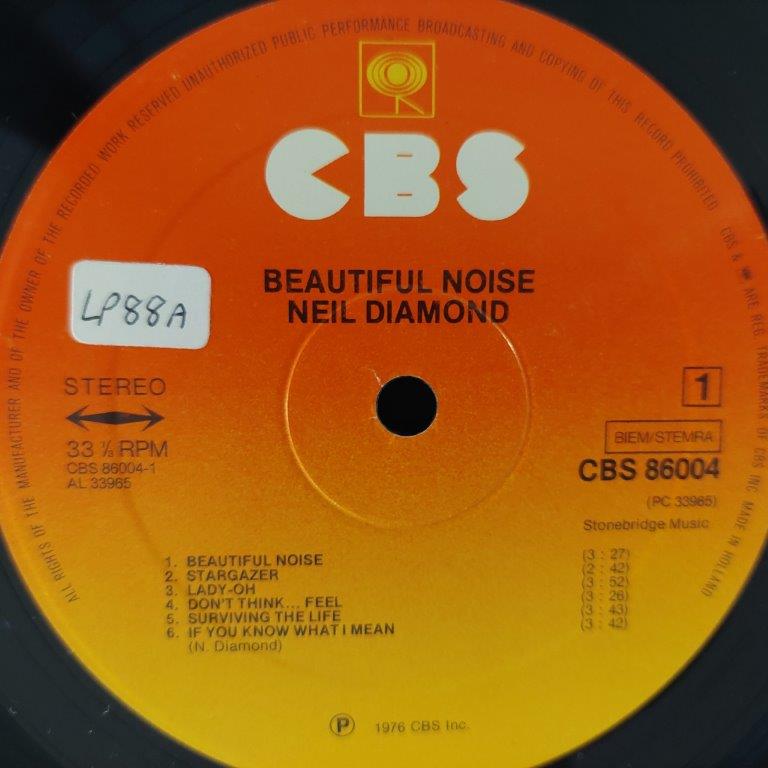 ALL RIGHTS OF THE MANUFACTURER AND OF THE OWNER OF THE RECORDED WORK RESERVED UNAUTHORIZED PUBLIC PERFORMANCE BROADCASTING AND COPYING OF THIS RECORD PROHIBITED CBS & ARE REG. TRADEMARKS OF CBS INC MADE IN HOLLAND
CBS
BEAUTIFUL NOISE
NEIL DIAMOND
LP88A
STEREO
33 ⅓ RPM
CBS 86004-1
AL 33965
1
BIEM/STEMRA
CBS 86004
(PC 33965)
Stonebridge Music
1. BEAUTIFUL NOISE (3 : 27)
2. STARGAZER (2 : 42)
3. LADY-OH (3 : 52)
4. DON'T THINK... FEEL (3 : 26)
5. SURVIVING THE LIFE (3 : 43)
6. IF YOU KNOW WHAT I MEAN (3 : 42)
(N. Diamond)
Ⓟ 1976 CBS Inc.